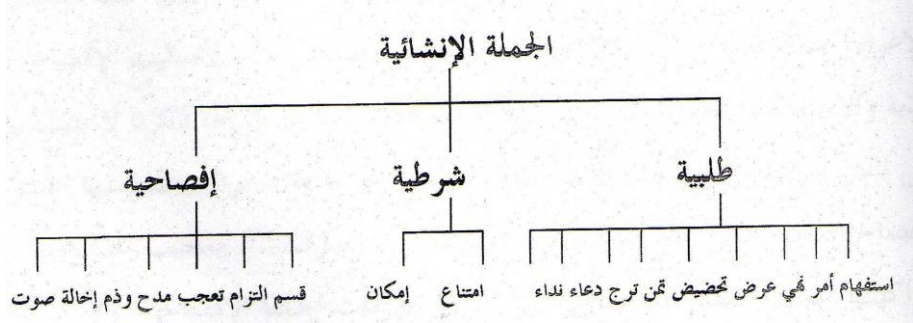 الجملة الإنشائية
طلبية شرطية إفصاحية
استفهام أمر نهي عرض تحضيض تمن ترج دعاء نداء امتناع إمكان قسم التزام تعجب مدح وذم إخالة صوت